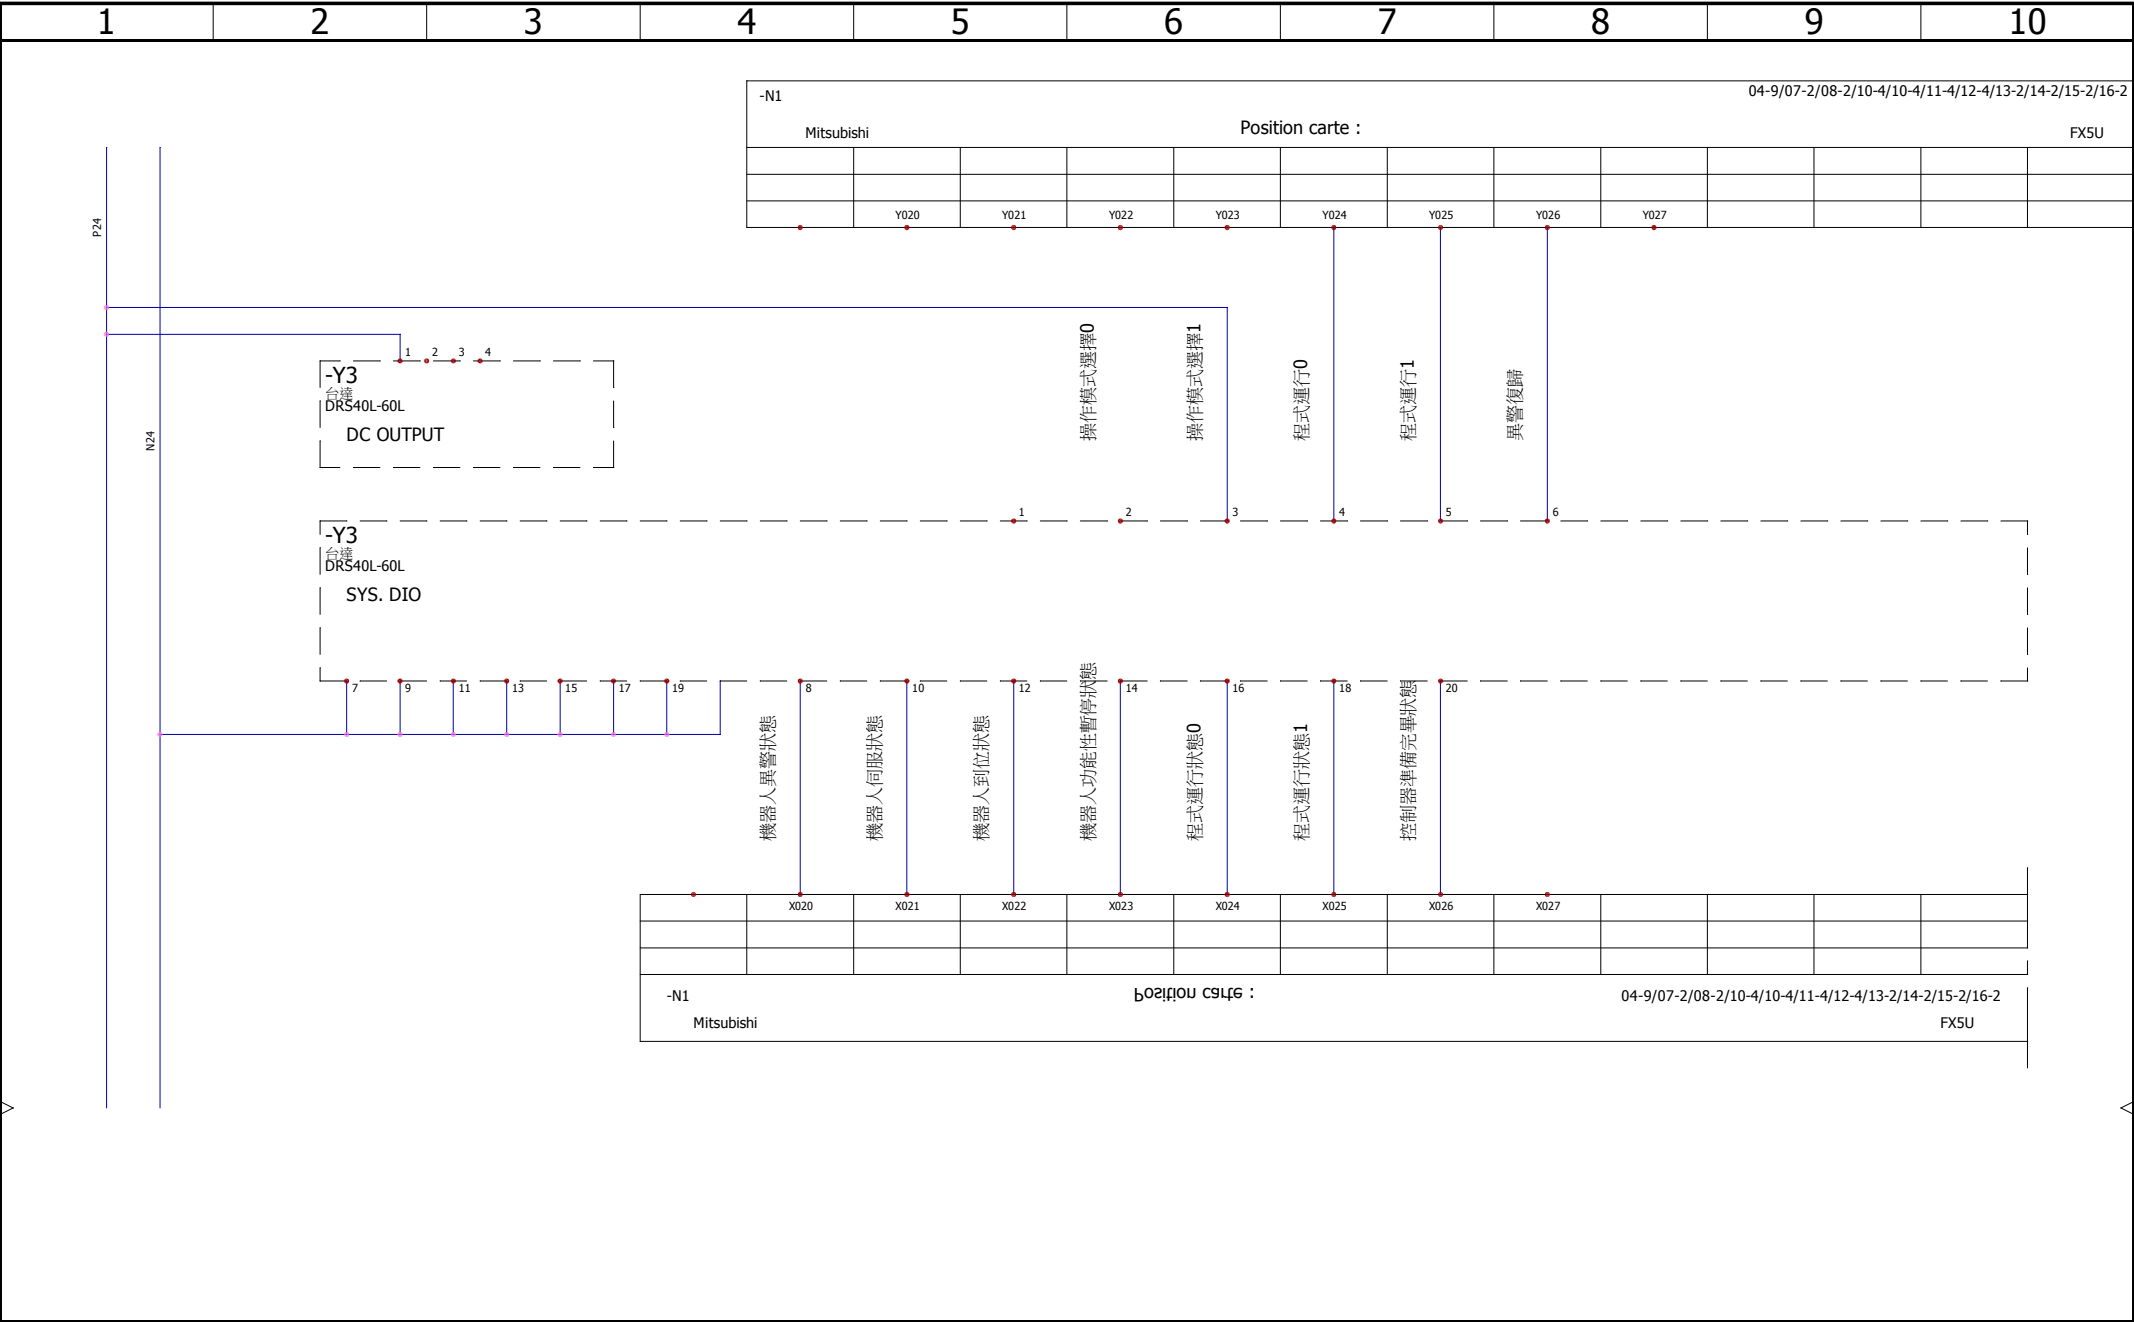 1 2 3 4 5 6 7 8 9 10
-N1 04-9/07-2/08-2/10-4/10-4/11-4/12-4/13-2/14-2/15-2/16-2
Mitsubishi Position carte : FX5U
Y020 Y021 Y022 Y023 Y024 Y025 Y026 Y027
P24
N24
1 2 3 4
-Y3
台達
DRS40L-60L
DC OUTPUT
操作模式選擇0
操作模式選擇1
程式運行0
程式運行1
異警復歸
1 2 3 4 5 6
-Y3
台達
DRS40L-60L
SYS. DIO
7 9 11 13 15 17 19 8 10 12 14 16 18 20
機器人異警狀態
機器人伺服狀態
機器人到位狀態
機器人功能性暫停狀態
程式運行狀態0
程式運行狀態1
控制器準備完畢狀態
X020 X021 X022 X023 X024 X025 X026 X027
-N1 Position carte : 04-9/07-2/08-2/10-4/10-4/11-4/12-4/13-2/14-2/15-2/16-2
Mitsubishi FX5U